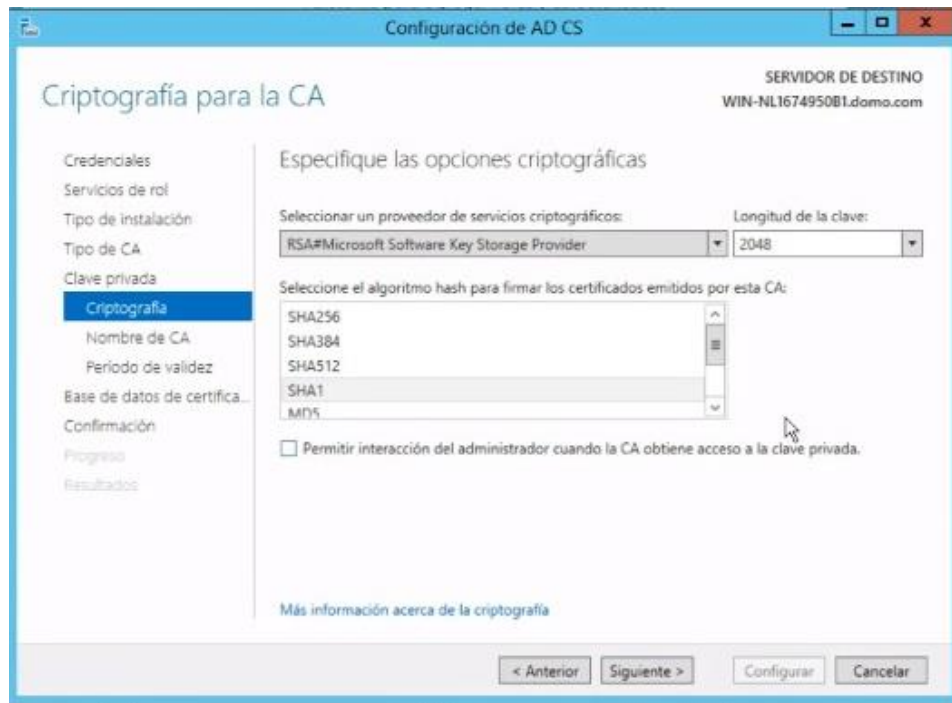 Configuración de AD CS
Criptografía para la CA
SERVIDOR DE DESTINO
WIN-NL1674950B1.domo.com
Credenciales
Servicios de rol
Tipo de instalación
Tipo de CA
Clave privada
Criptografía
Nombre de CA
Período de validez
Base de datos de certifica...
Confirmación
Progreso
Resultados
Especifique las opciones criptográficas
Seleccionar un proveedor de servicios criptográficos:
Longitud de la clave:
RSA#Microsoft Software Key Storage Provider
2048
Seleccione el algoritmo hash para firmar los certificados emitidos por esta CA:
SHA256
SHA384
SHA512
SHA1
MD5
Permitir interacción del administrador cuando la CA obtiene acceso a la clave privada.
Más información acerca de la criptografía
< Anterior
Siguiente >
Configurar
Cancelar